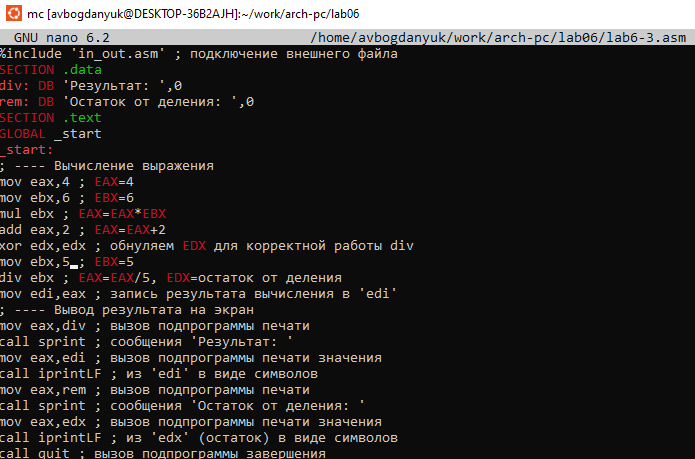 mc [avbogdanyuk@DESKTOP-36B2AJH]:~/work/arch-pc/lab06
GNU nano 6.2 /home/avbogdanyuk/work/arch-pc/lab06/lab6-3.asm
%include 'in_out.asm' ; подключение внешнего файла
SECTION .data
div: DB 'Результат: ',0
rem: DB 'Остаток от деления: ',0
SECTION .text
GLOBAL _start
_start:
; ---- Вычисление выражения
mov eax,4 ; EAX=4
mov ebx,6 ; EBX=6
mul ebx ; EAX=EAX*EBX
add eax,2 ; EAX=EAX+2
xor edx,edx ; обнуляем EDX для корректной работы div
mov ebx,5 ; EBX=5
div ebx ; EAX=EAX/5, EDX=остаток от деления
mov edi,eax ; запись результата вычисления в 'edi'
; ---- Вывод результата на экран
mov eax,div ; вызов подпрограммы печати
call sprint ; сообщения 'Результат: '
mov eax,edi ; вызов подпрограммы печати значения
call iprintLF ; из 'edi' в виде символов
mov eax,rem ; вызов подпрограммы печати
call sprint ; сообщения 'Остаток от деления: '
mov eax,edx ; вызов подпрограммы печати значения
call iprintLF ; из 'edx' (остаток) в виде символов
call quit ; вызов подпрограммы завершения